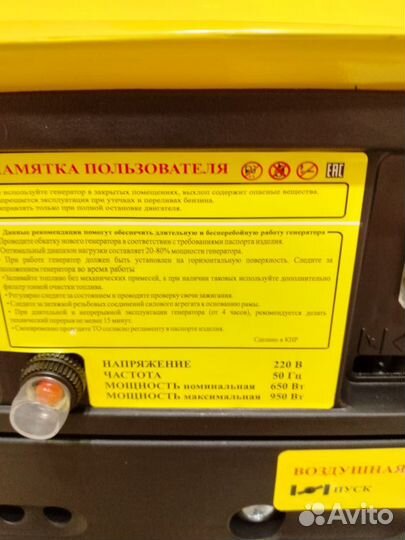 ПАМЯТКА ПОЛЬЗОВАТЕЛЯ EAC
используйте генератор в закрытых помещениях, выхлоп содержит опасные вещества.
прещается эксплуатация при утечках и переливах бензина.
аправлять только при полной остановке двигателя.
Данные рекомендации помогут обеспечить длительную и бесперебойную работу генератора
Проводите обкатку нового генератора в соответствии с требованиями паспорта изделия.
Оптимальный диапазон нагрузки составляет 20-80% мощности генератора.
• При работе генератор должен быть установлен на горизонтальную поверхность. Следите за
положением генератора во время работы
• Заливайте топливо без механических примесей, а при наличии таковых используйте дополнительно
фильтр тонкой очистки топлива.
• Регулярно следите за состоянием и проводите проверку свечи зажигания.
• Следите за затяжкой резьбовых соединений силового агрегата к основанию рамы.
• При длительной и непрерывной эксплуатации генератора (от 4 часов), рекомендуется делать
технический перерыв не менее 15 минут.
• Своевременно проводите ТО согласно регламенту в паспорте изделия.
Сделано в КНР
НАПРЯЖЕНИЕ 220 В
ЧАСТОТА 50 Гц
МОЩНОСТЬ номинальная 650 Вт
МОЩНОСТЬ максимальная 950 Вт
ВОЗДУШНАЯ
ПУСК
Avito